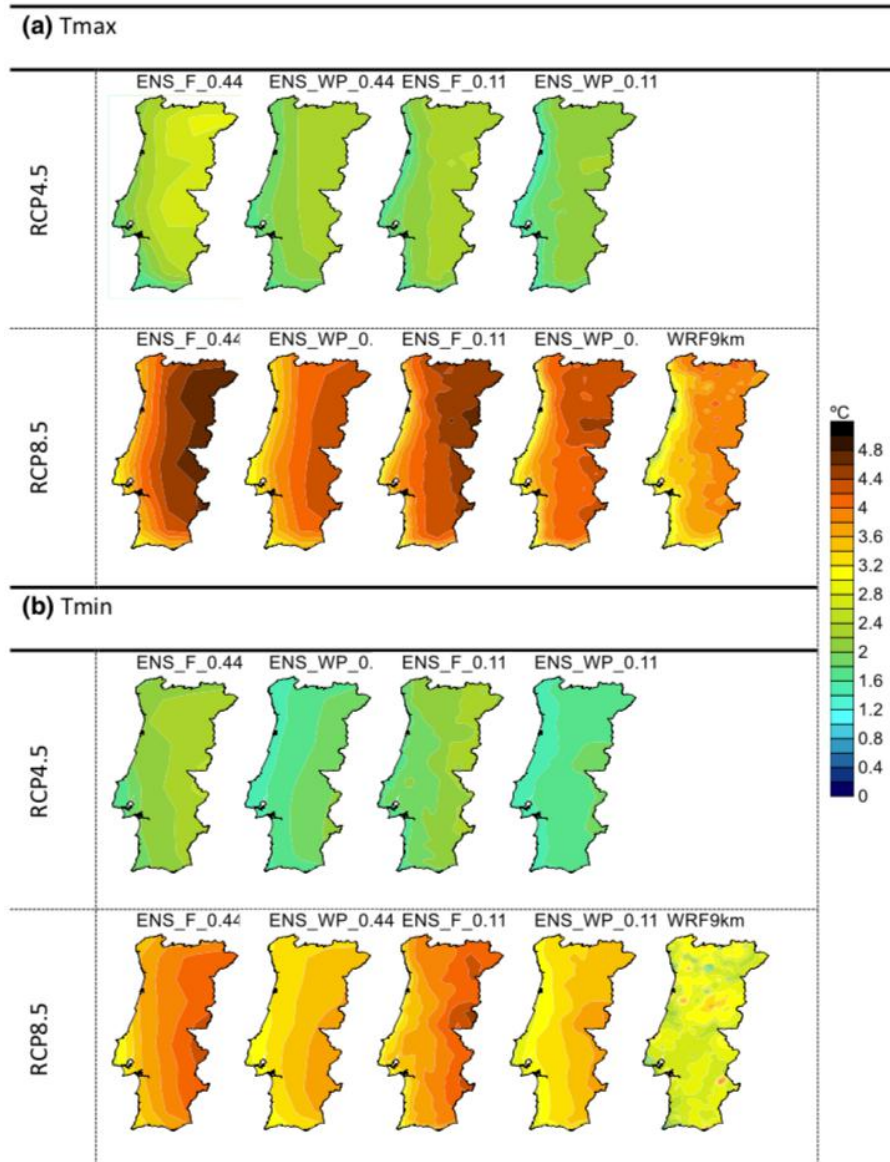 (a) Tmax
ENS_F_0.44 ENS_WP_0.44 ENS_F_0.11 ENS_WP_0.11
RCP4.5
ENS_F_0.44 ENS_WP_0. ENS_F_0.11 ENS_WP_0. WRF9km
RCP8.5
(b) Tmin
ENS_F_0.44 ENS_WP_0. ENS_F_0.11 ENS_WP_0.11
RCP4.5
ENS_F_0.44 ENS_WP_0.44 ENS_F_0.11 ENS_WP_0.11 WRF9km
RCP8.5
ºC
4.8
4.4
4
3.6
3.2
2.8
2.4
2
1.6
1.2
0.8
0.4
0